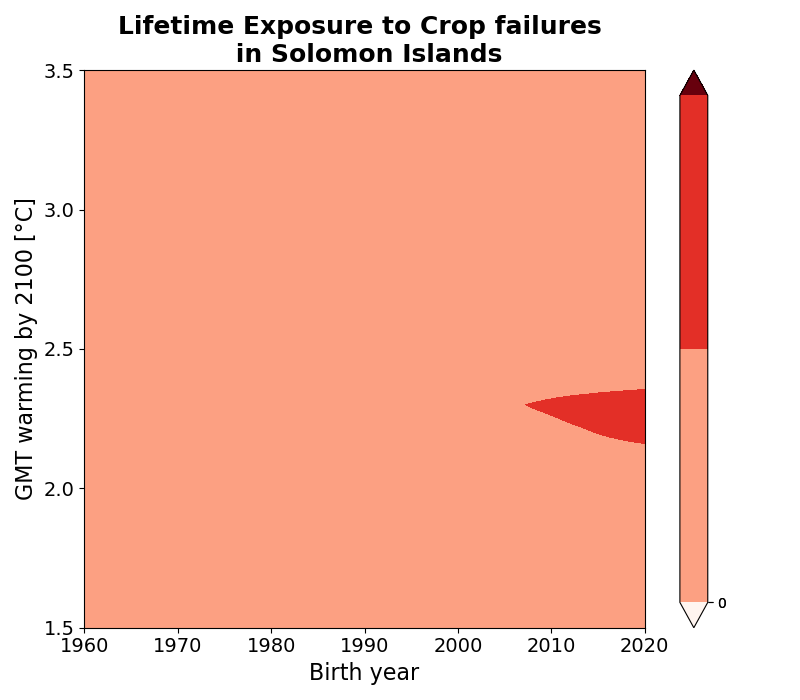 Lifetime Exposure to Crop failures
in Solomon Islands
3.5
3.0
2.5
2.0
1.5
GMT warming by 2100 [°C]
1960 1970 1980 1990 2000 2010 2020
Birth year
0